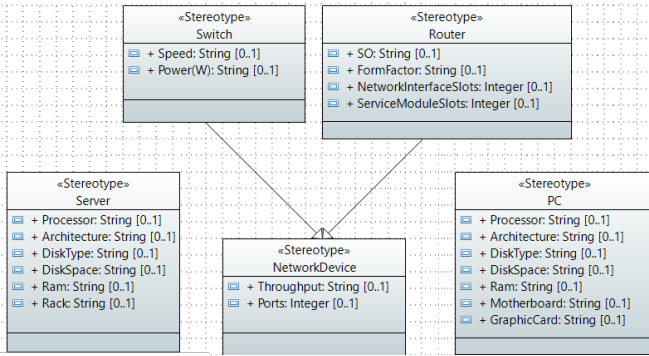 «Stereotype»
Switch
+ Speed: String [0..1]
+ Power(W): String [0..1]
«Stereotype»
Router
+ SO: String [0..1]
+ FormFactor: String [0..1]
+ NetworkInterfaceSlots: Integer [0..1]
+ ServiceModuleSlots: Integer [0..1]
«Stereotype»
Server
+ Processor: String [0..1]
+ Architecture: String [0..1]
+ DiskType: String [0..1]
+ DiskSpace: String [0..1]
+ Ram: String [0..1]
+ Rack: String [0..1]
«Stereotype»
NetworkDevice
+ Throughput: String [0..1]
+ Ports: Integer [0..1]
«Stereotype»
PC
+ Processor: String [0..1]
+ Architecture: String [0..1]
+ DiskType: String [0..1]
+ DiskSpace: String [0..1]
+ Ram: String [0..1]
+ Motherboard: String [0..1]
+ GraphicCard: String [0..1]